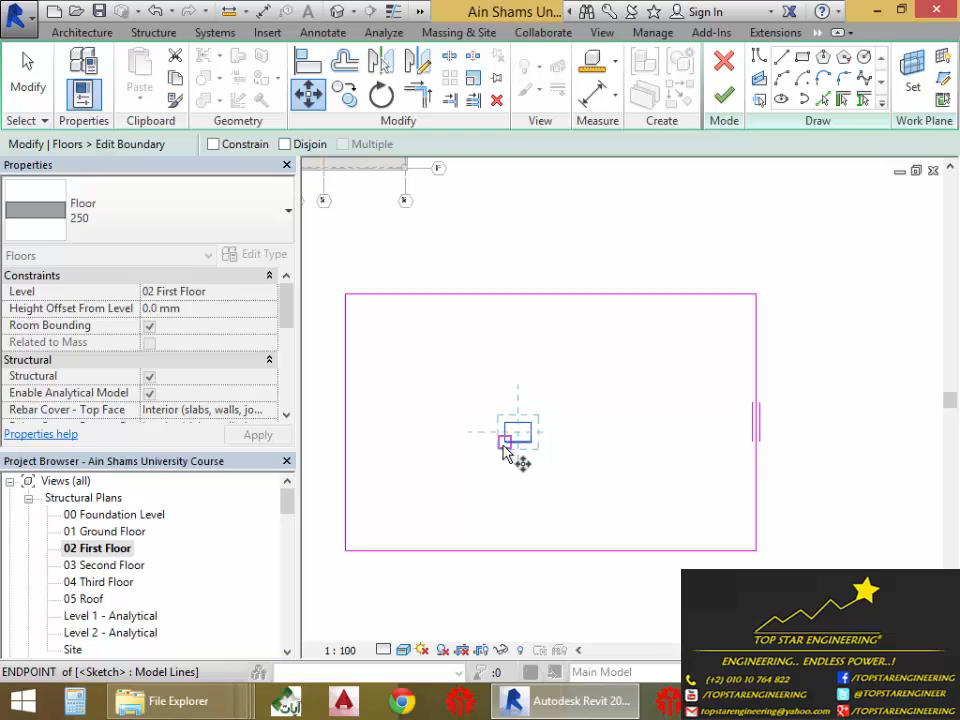 Ain Shams Un...
Sign In
Architecture Structure Systems Insert Annotate Analyze Massing & Site Collaborate View Manage Add-Ins Extensions
Modify
Paste
Set
Select Properties Clipboard Geometry Modify View Measure Create Mode Draw Work Plane
Modify | Floors > Edit Boundary
Constrain
Disjoin
Multiple
Properties
Floor
250
Floors
Edit Type
Constraints
Level 02 First Floor
Height Offset From Level 0.0 mm
Room Bounding
Related to Mass
Structural
Structural
Enable Analytical Model
Rebar Cover - Top Face Interior (slabs, walls, jo...
Properties help
Apply
Project Browser - Ain Shams University Course
Views (all)
Structural Plans
00 Foundation Level
01 Ground Floor
02 First Floor
03 Second Floor
04 Third Floor
05 Roof
Level 1 - Analytical
Level 2 - Analytical
Site
F
1 : 100
ENDPOINT of [<Sketch> : Model Lines]
:0
Main Model
File Explorer
Autodesk Revit 20...
TOP STAR ENGINEERING®
ENGINEERING.. ENDLESS POWER..!
(+2) 010 10 764 822
/TOPSTARENGINEERING
/TOPSTARENGINEERING
@TOPSTARENGINEER
topstarengineering@yahoo.com
/TOPSTARENGINEERING